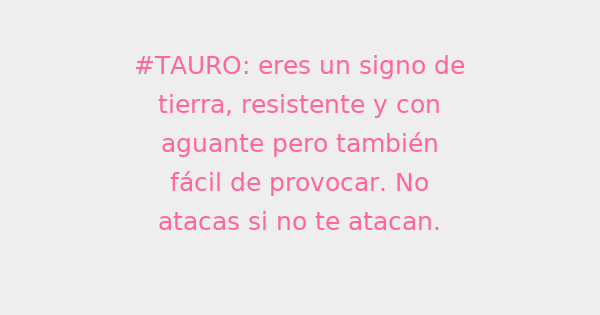 #TAURO: eres un signo de
tierra, resistente y con
aguante pero también
fácil de provocar. No
atacas si no te atacan.